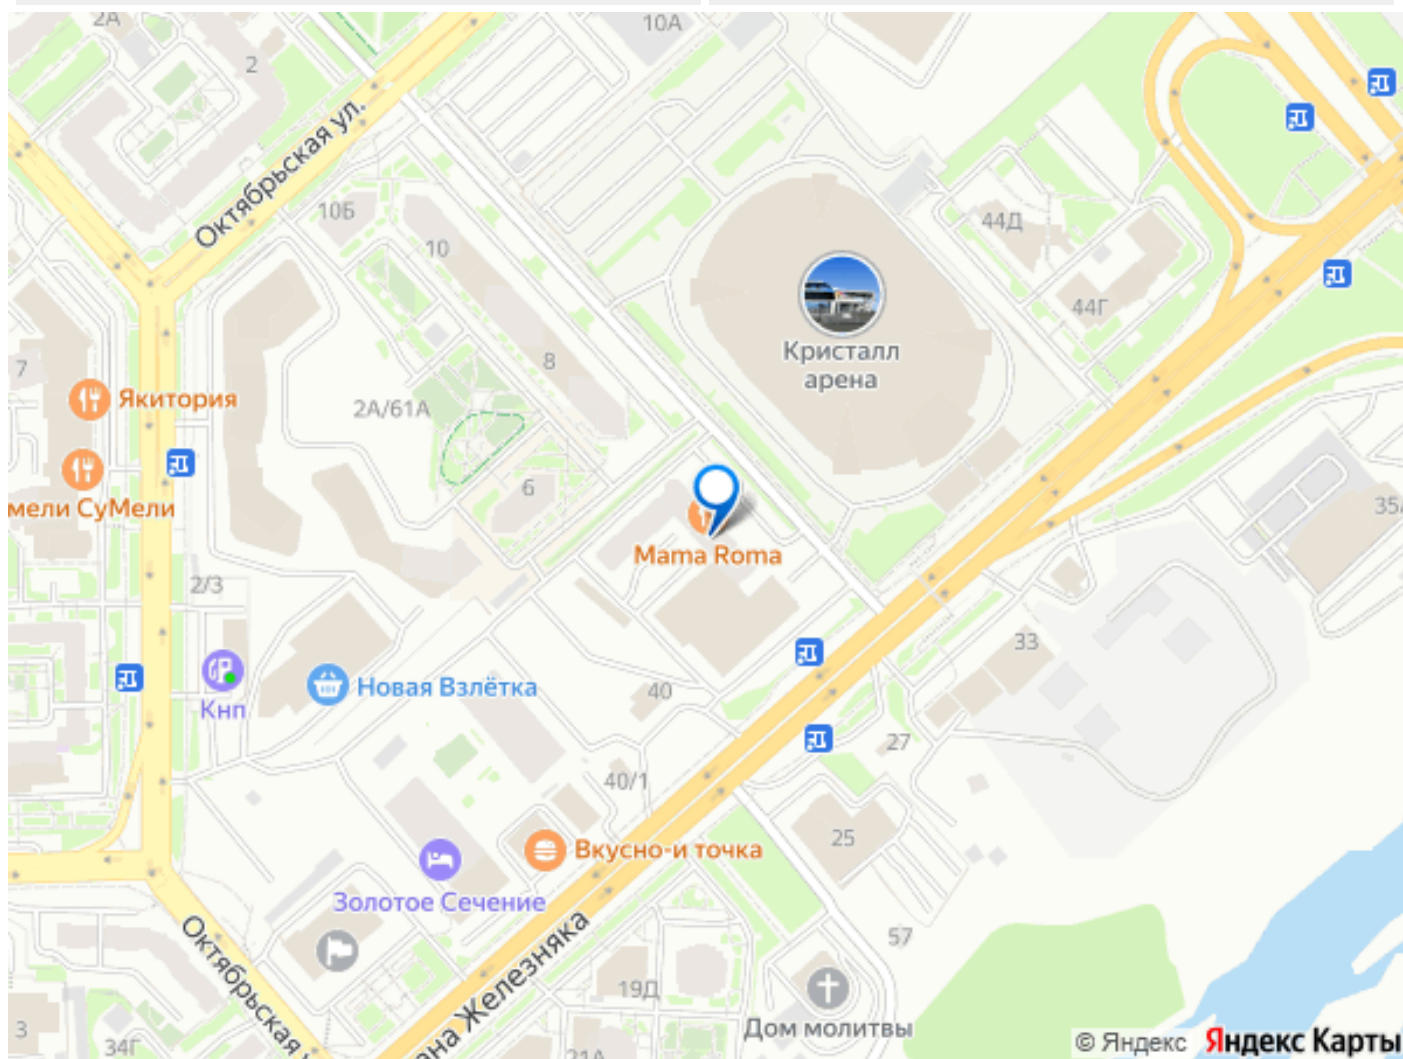 2А
10А
2
Октябрьская ул.
10Б
10
44Д
44Г
Кристалл
арена
7
8
Якитория
2А/61А
мели СуМели
6
35А
Mama Roma
2/3
33
Новая Взлётка
Кнп
40
27
40/1
25
Вкусно-и точка
Золотое Сечение
Октябрьская у
на Железняка
57
19Д
Дом молитвы
3
34Г
21А
© Яндекс Яндекс Карты